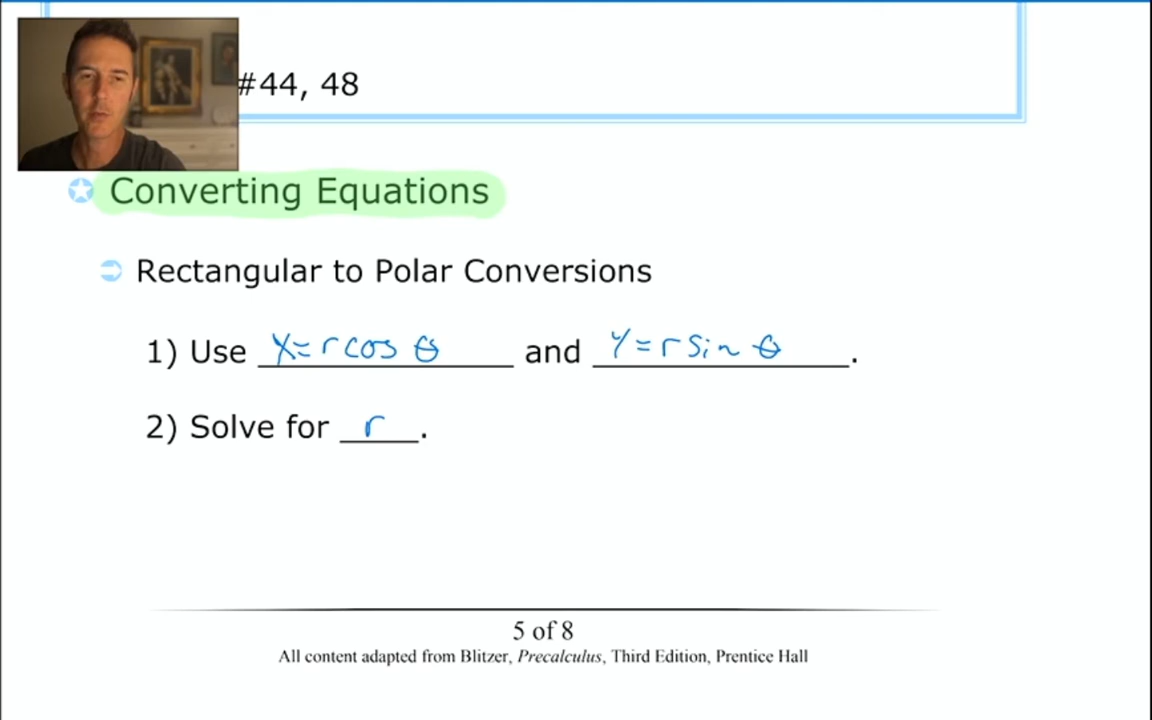 #44, 48
Converting Equations
Rectangular to Polar Conversions
1) Use x=r cos θ and y=r sin θ.
2) Solve for r.
5 of 8
All content adapted from Blitzer, Precalculus, Third Edition, Prentice Hall